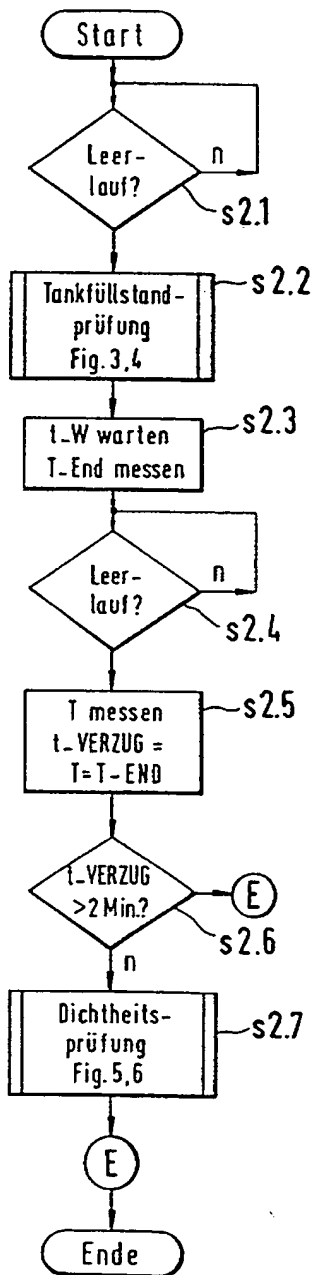 Start
Leer-
lauf?
n
s2.1
Tankfüllstand-
prüfung
Fig. 3,4
s2.2
t_W warten
T_End messen
s2.3
Leer-
lauf?
n
s2.4
T messen
t_VERZUG =
T=T_END
s2.5
t_VERZUG
>2 Min.?
E
s2.6
n
Dichtheits-
prüfung
Fig. 5,6
s2.7
E
Ende